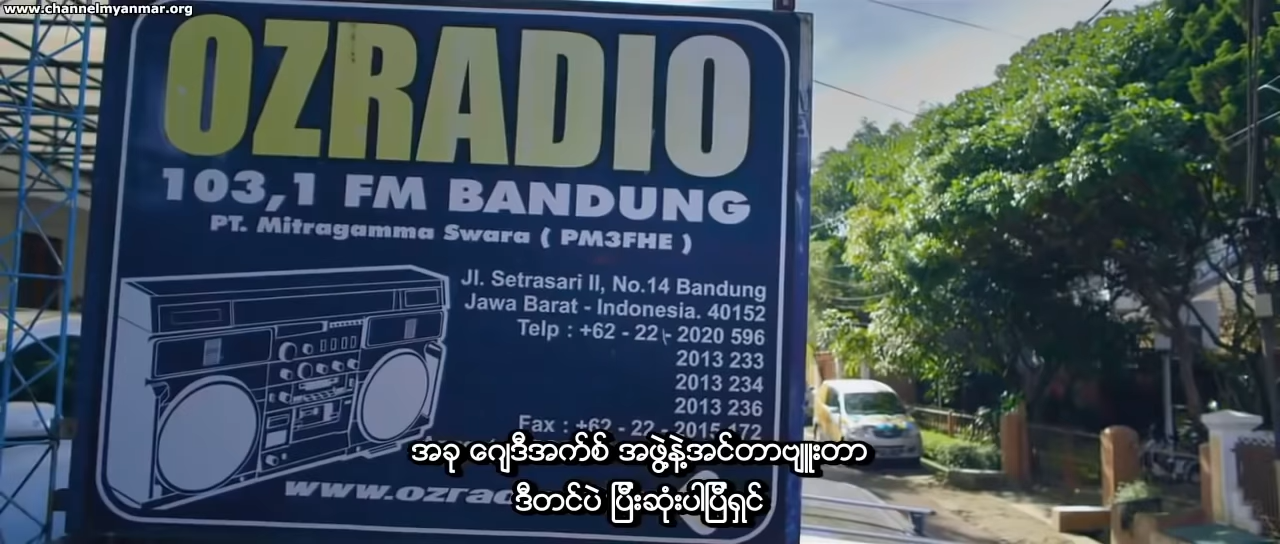 www.channelmyanmar.org
OZRADIO
103,1 FM BANDUNG
PT. Mitragamma Swara ( PM3FHE )
Jl. Setrasari II, No.14 Bandung
Jawa Barat - Indonesia. 40152
Telp : +62 - 22 - 2020 596
2013 233
2013 234
2013 236
Fax : +62 - 22 - 2015 172
အခု ဂျေဒီအက်စ် အဖွဲ့နဲ့အင်တာဗျူးတာ
www.ozrad
ဒီတင်ပဲ ပြီးဆုံးပါပြီရှင်